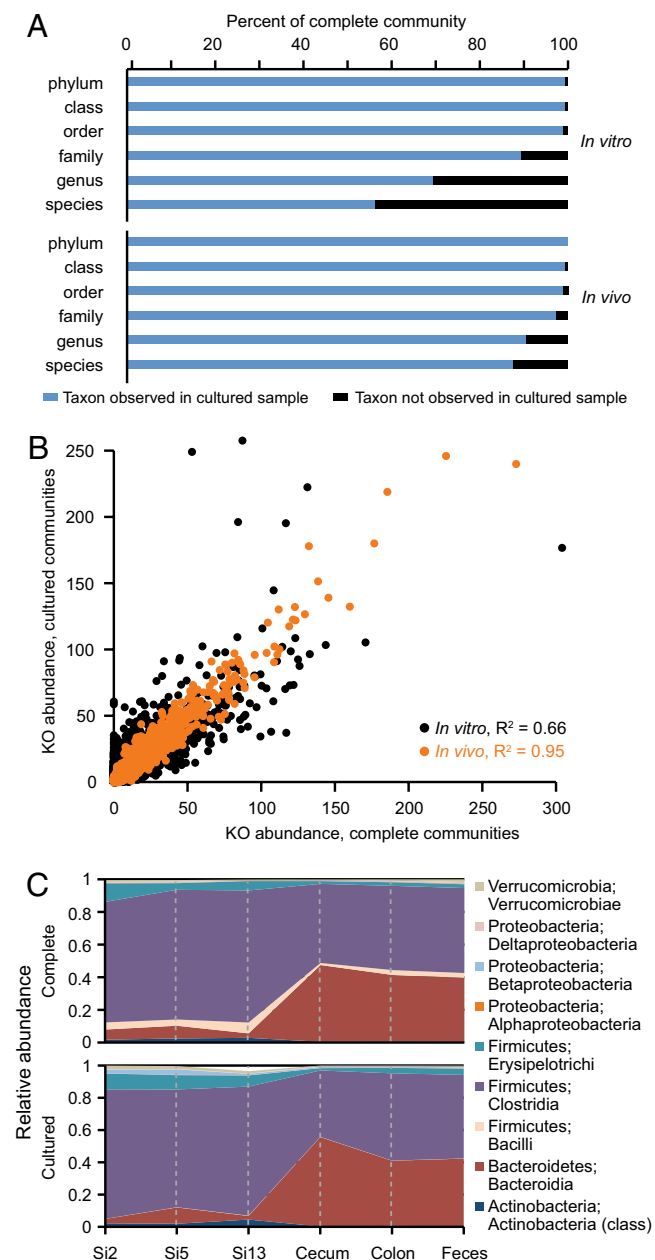 A
Percent of complete community
0 20 40 60 80 100
phylum
class
order
family
genus
species
In vitro
phylum
class
order
family
genus
species
In vivo
Taxon observed in cultured sample
Taxon not observed in cultured sample
B
KO abundance, cultured communities
250
200
150
100
50
0
In vitro, R² = 0.66
In vivo, R² = 0.95
0 50 100 150 200 250 300
KO abundance, complete communities
C
Relative abundance
Complete
1
0.8
0.6
0.4
0.2
0
Cultured
1
0.8
0.6
0.4
0.2
0
Si2 Si5 Si13 Cecum Colon Feces
Verrucomicrobia;
Verrucomicrobiae
Proteobacteria;
Deltaproteobacteria
Proteobacteria;
Betaproteobacteria
Proteobacteria;
Alphaproteobacteria
Firmicutes;
Erysipelotrichi
Firmicutes;
Clostridia
Firmicutes;
Bacilli
Bacteroidetes;
Bacteroidia
Actinobacteria;
Actinobacteria (class)